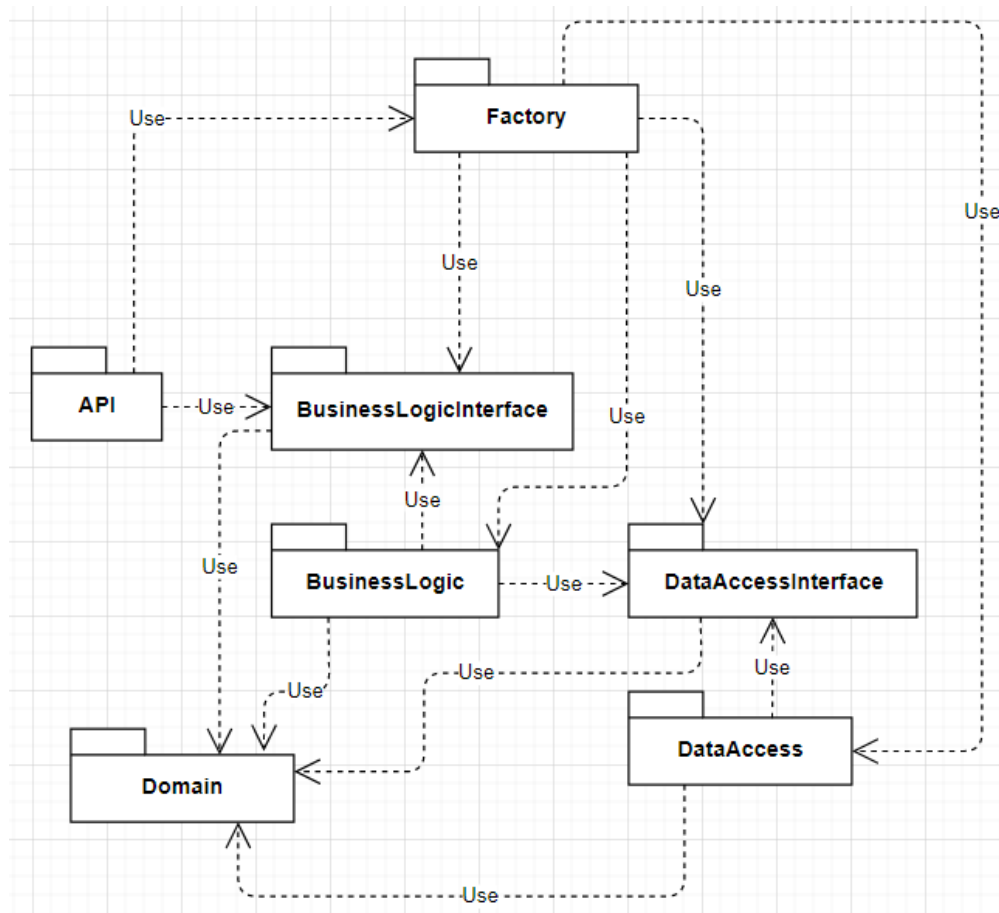 Factory
Use
Use
Use
Use
API
Use
BusinessLogicInterface
Use
Use
Use
BusinessLogic
Use
DataAccessInterface
Use
Use
Use
DataAccess
Domain
Use